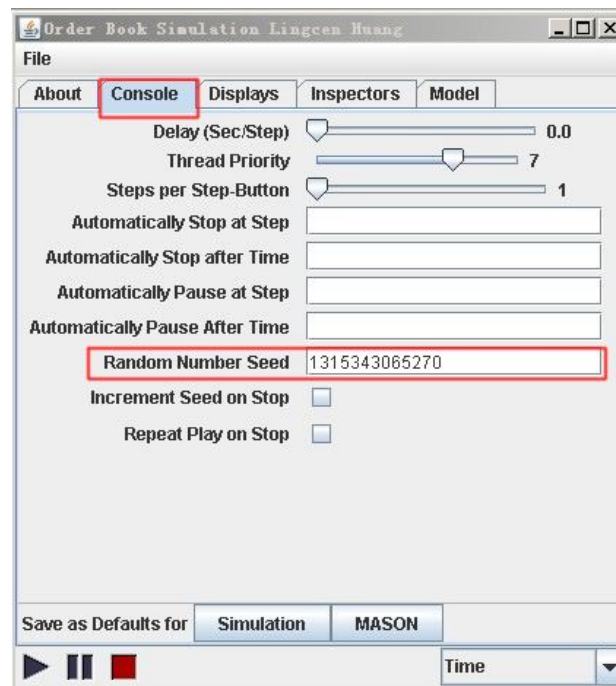 Order Book Simulation Lingcen Huang
File
About Console Displays Inspectors Model
Delay (Sec/Step) 0.0
Thread Priority 7
Steps per Step-Button 1
Automatically Stop at Step
Automatically Stop after Time
Automatically Pause at Step
Automatically Pause After Time
Random Number Seed 1315343065270
Increment Seed on Stop
Repeat Play on Stop
Save as Defaults for Simulation MASON
Time